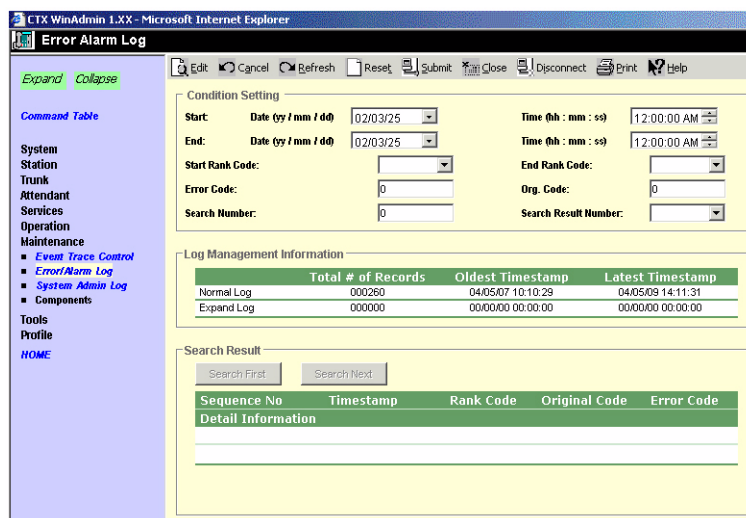 CTX WinAdmin 1.XX - Microsoft Internet Explorer
Error Alarm Log
Expand Collapse
Command Table
System
Station
Trunk
Attendant
Services
Operation
Maintenance
Event Trace Control
Error/Alarm Log
System Admin Log
Components
Tools
Profile
HOME
Edit Cancel Refresh Reset Submit Close Disconnect Print Help
Condition Setting
Start: Date (yy / mm / dd) 02/03/25 Time (hh : mm : ss) 12:00:00 AM
End: Date (yy / mm / dd) 02/03/25 Time (hh : mm : ss) 12:00:00 AM
Start Rank Code: End Rank Code:
Error Code: 0 Org. Code: 0
Search Number: 0 Search Result Number:
Log Management Information
Total # of Records Oldest Timestamp Latest Timestamp
Normal Log 000260 04/05/07 10:10:29 04/05/09 14:11:31
Expand Log 000000 00/00/00 00:00:00 00/00/00 00:00:00
Search Result
Search First Search Next
Sequence No Timestamp Rank Code Original Code Error Code
Detail Information